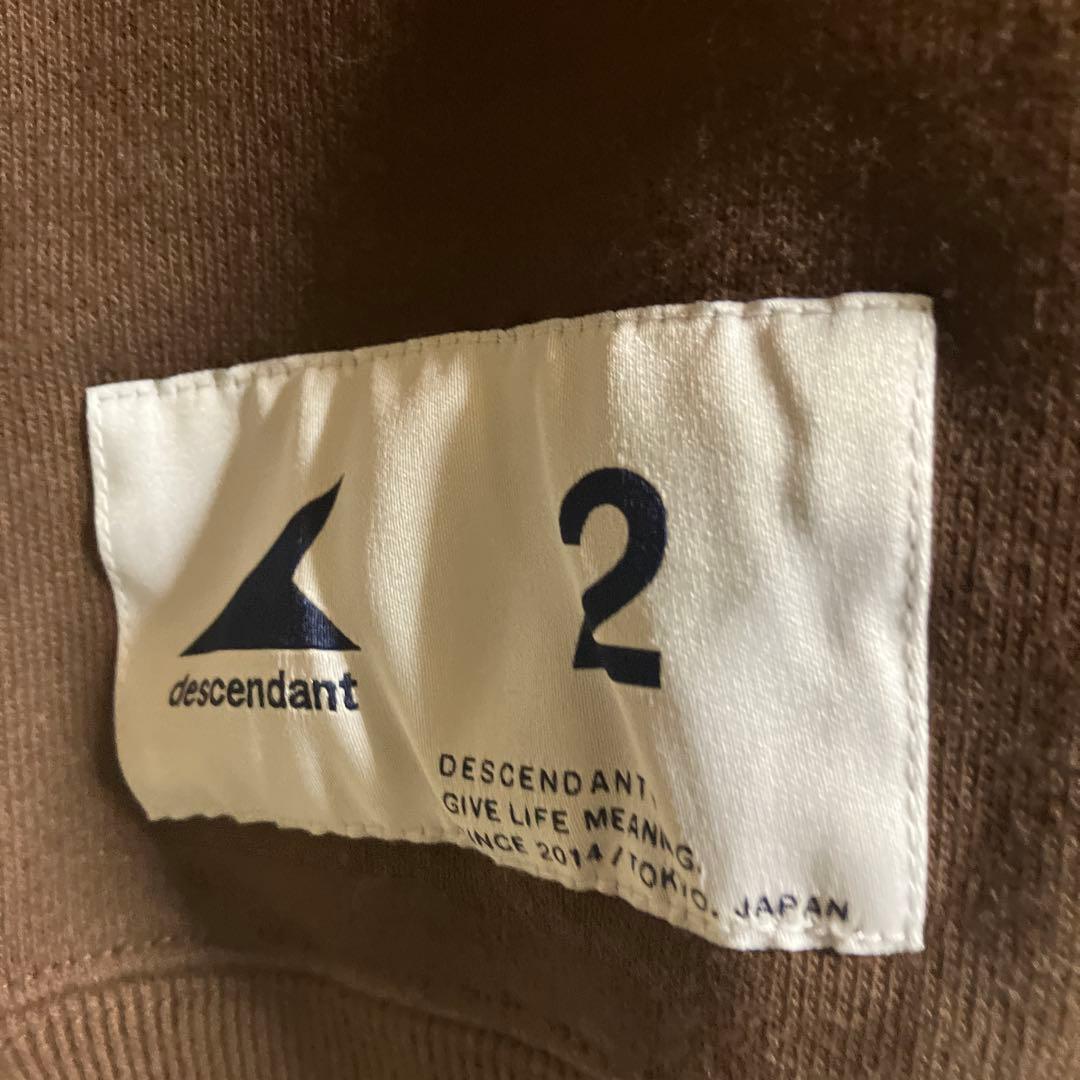 descendant
2
DESCENDANT,
GIVE LIFE MEANING.
SINCE 2014 / TOKYO. JAPAN